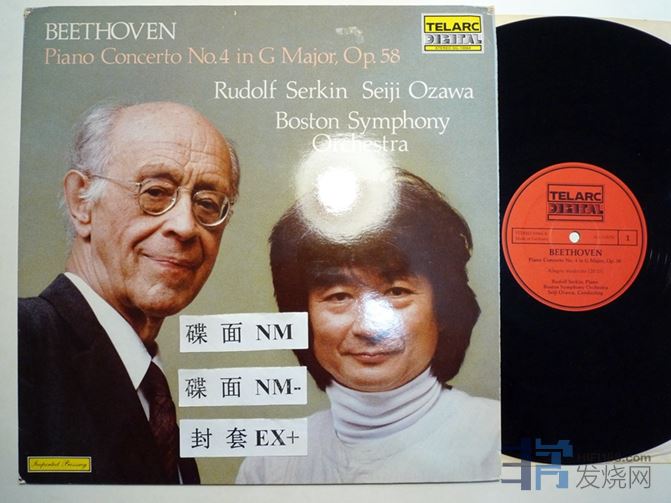 BEETHOVEN
Piano Concerto No.4 in G Major, Op. 58
Rudolf Serkin Seiji Ozawa
Boston Symphony
Orchestra
TELARC
DIGITAL
碟 面 NM
碟 面 NM--
封 套 EX+
Imported Pressing
TELARC
DIGITAL
1
BEETHOVEN
Piano Concerto No. 4 in G Major, Op. 58
Rudolf Serkin, Piano
Boston Symphony Orchestra
Seiji Ozawa, Conducting
发烧网